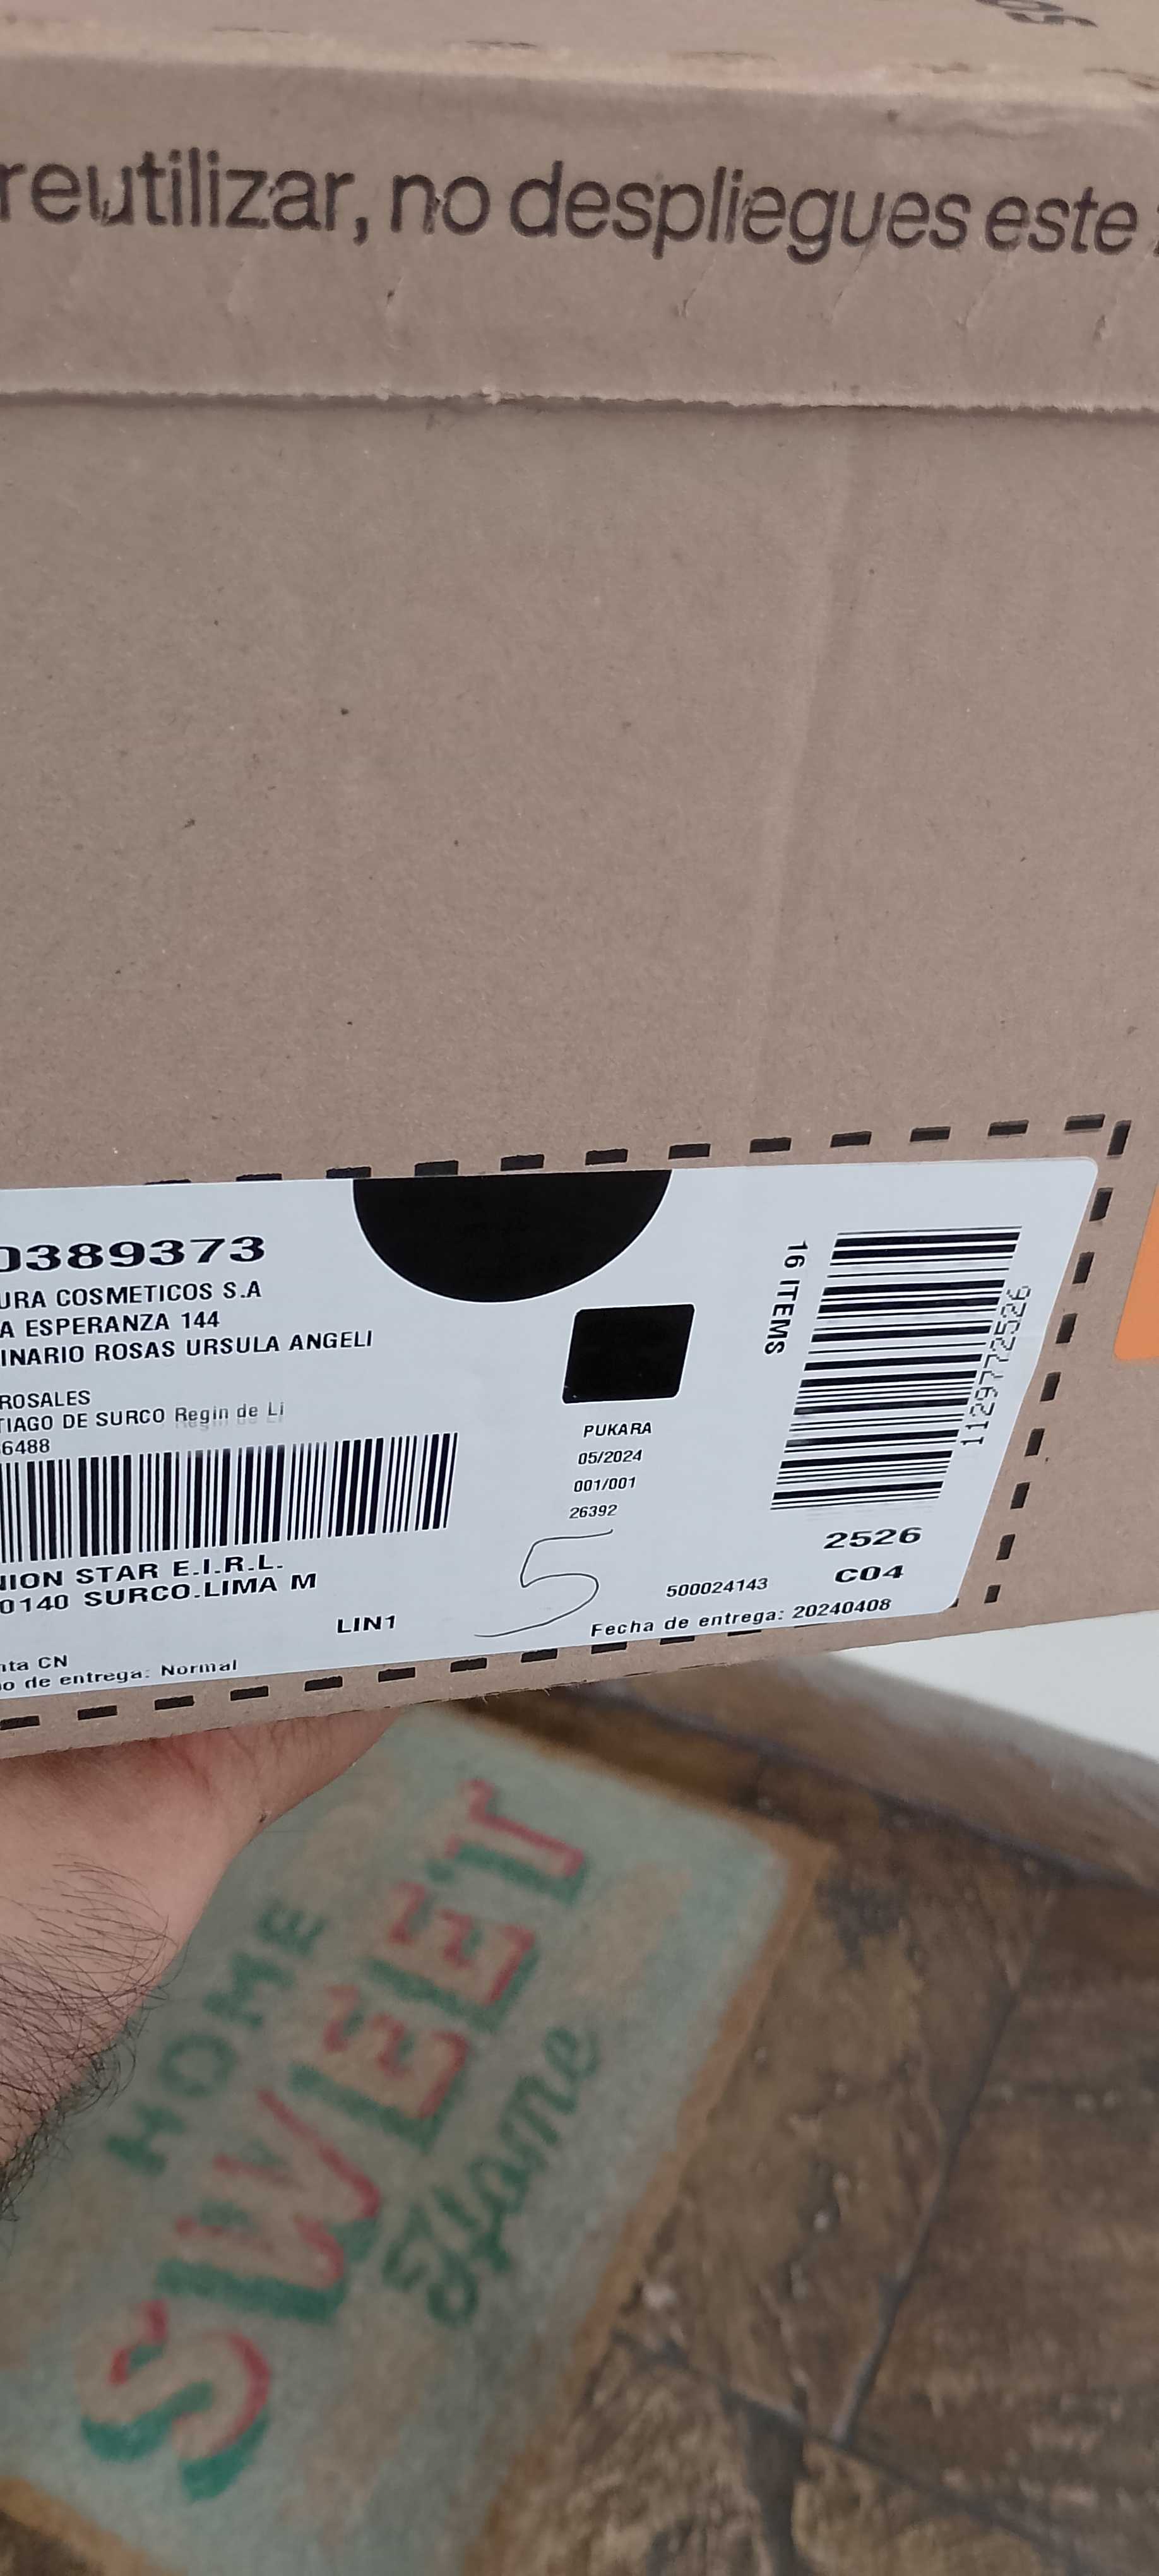 reutilizar, no despliegues este
0389373
URA COSMETICOS S.A
A ESPERANZA 144
INARIO ROSAS URSULA ANGELI
ROSALES
TIAGO DE SURCO Regin de Li
6488
NION STAR E.I.R.L.
0140 SURCO.LIMA M
LIN1
nta CN
o de entrega: Normal
PUKARA
05/2024
001/001
26392
5
16 ITEMS
1129772526
2526
C04
500024143
Fecha de entrega: 20240408
HOME
SWEET
Home